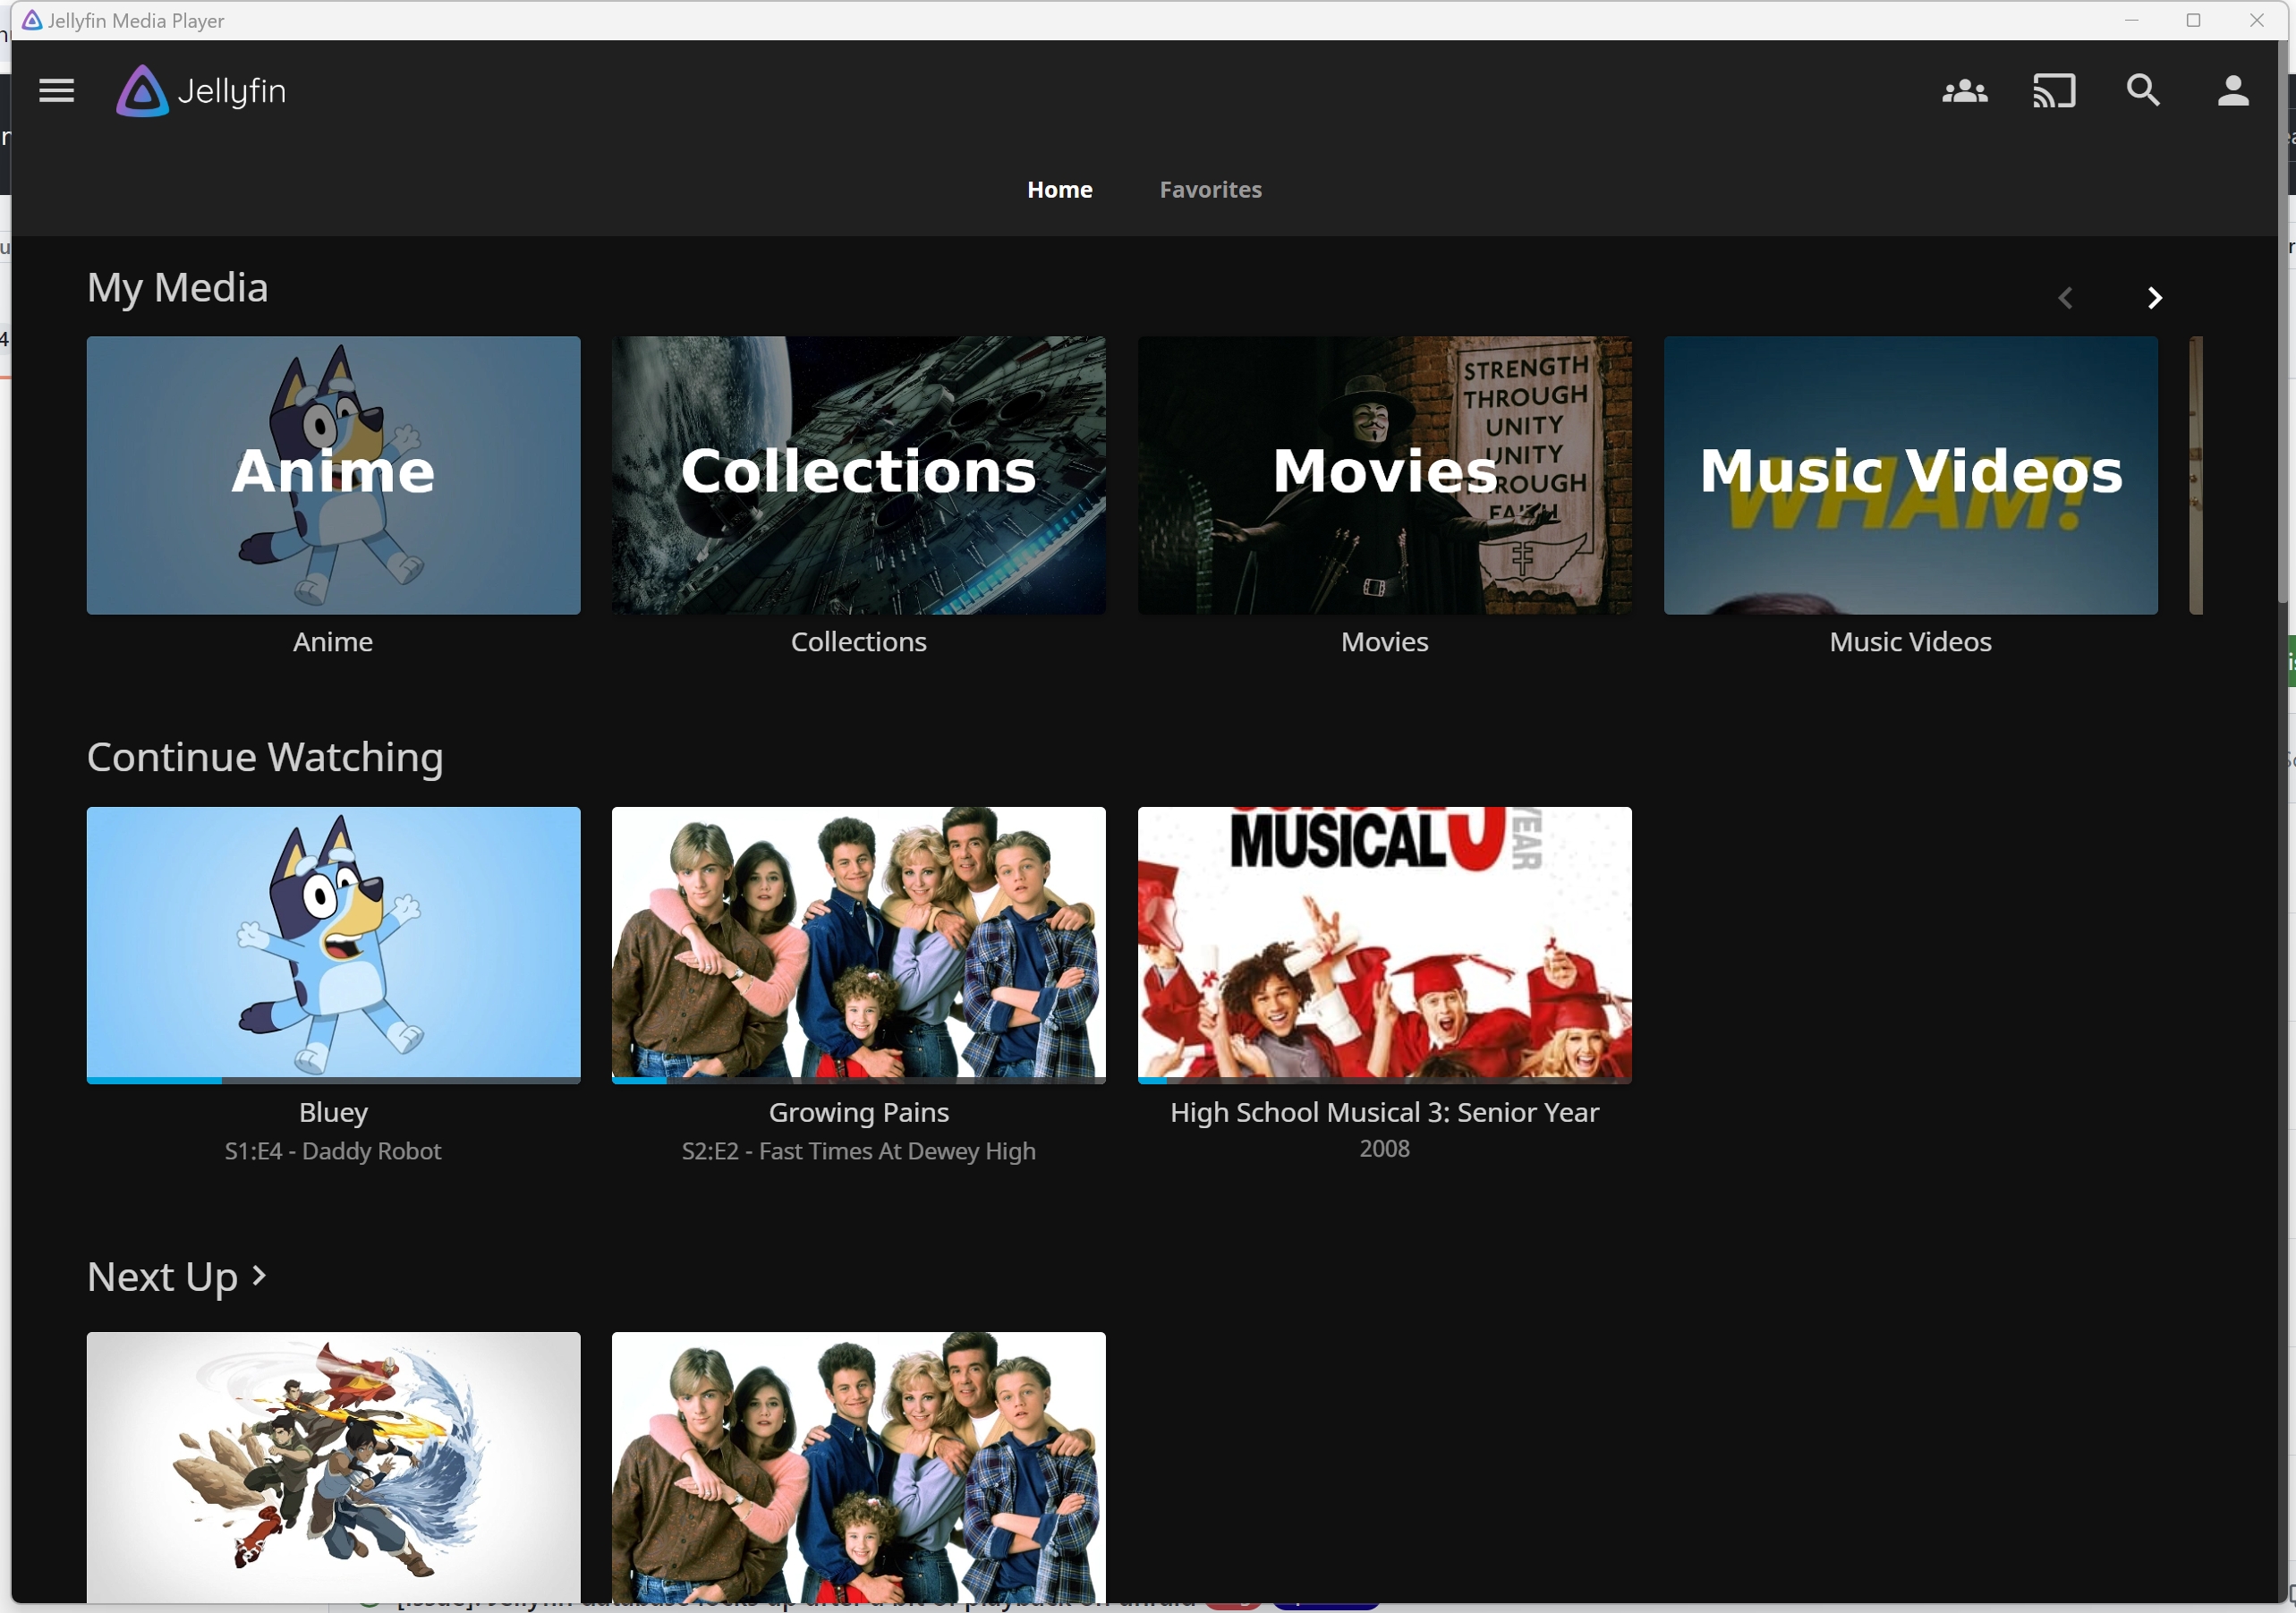 Jellyfin Media Player
Jellyfin
Home
Favorites
My Media
STRENGTH
THROUGH
UNITY
UNITY
FAITH
Anime
Collections
Movies
Music Videos
WHAM!
Anime
Collections
Movies
Music Videos
Continue Watching
MUSICAL 3
YEAR
Bluey
S1:E4 - Daddy Robot
Growing Pains
S2:E2 - Fast Times At Dewey High
High School Musical 3: Senior Year
2008
Next Up